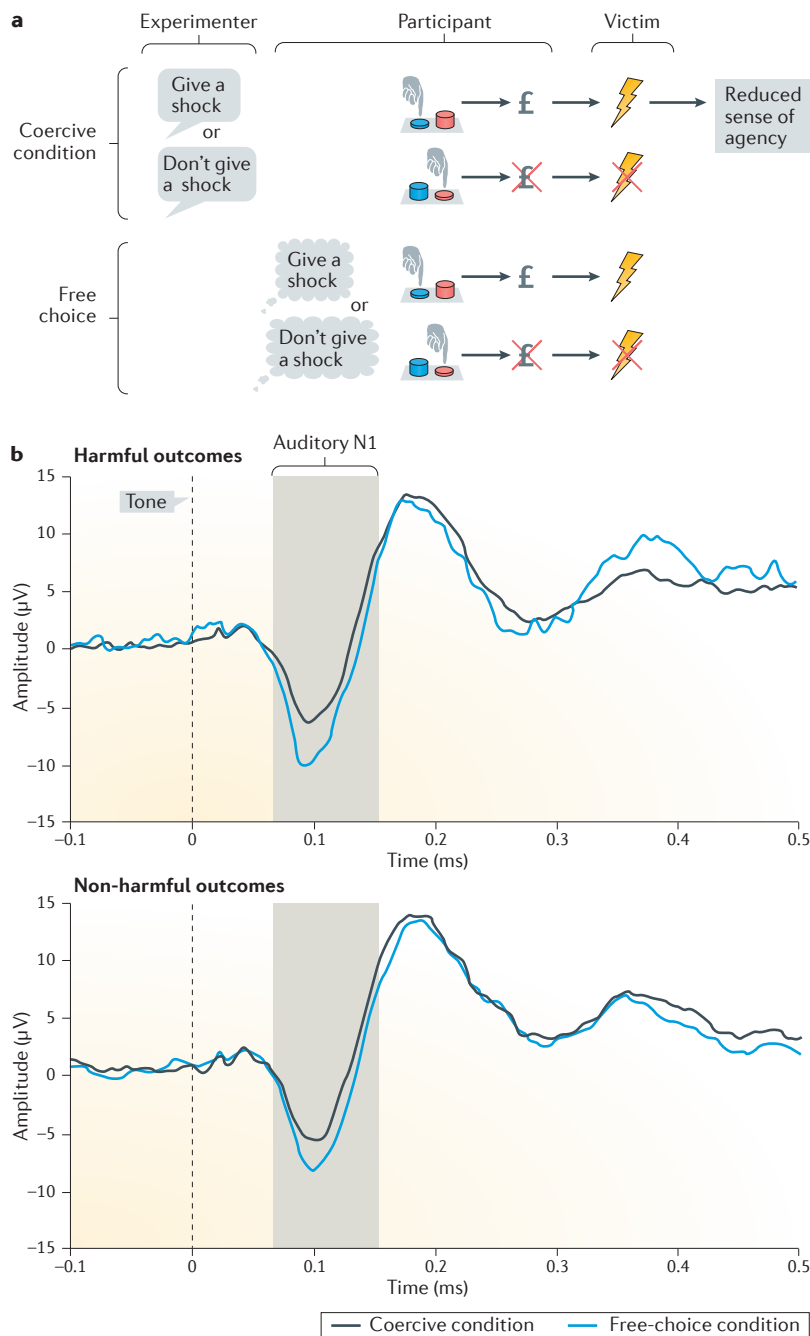 a
Experimenter
Participant
Victim
Coercive
condition
Give a
shock
or
Don't give
a shock
£
£
Reduced
sense of
agency
Free
choice
Give a
shock
or
Don't give
a shock
£
£
b
Harmful outcomes
Auditory N1
Tone
Amplitude (µV)
15
10
5
0
−5
−10
−15
−0.1 0 0.1 0.2 0.3 0.4 0.5
Time (ms)
Non-harmful outcomes
Amplitude (µV)
15
10
5
0
−5
−10
−15
−0.1 0 0.1 0.2 0.3 0.4 0.5
Time (ms)
Coercive condition Free-choice condition